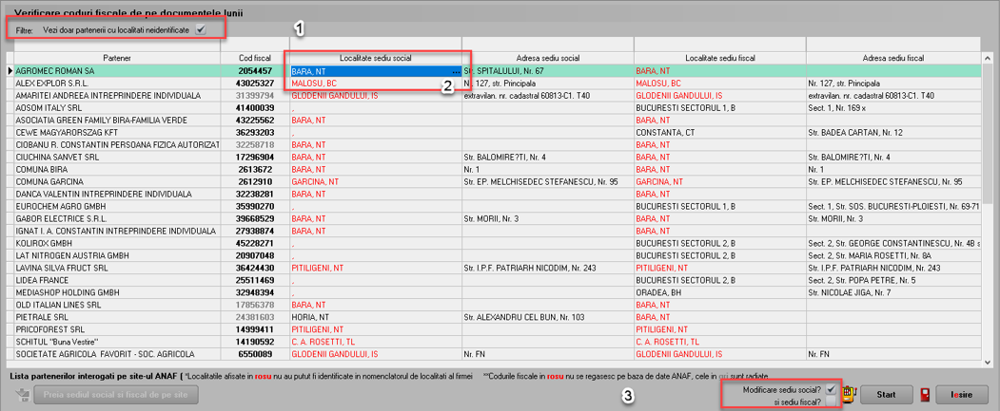 Verificare coduri fiscale de pe documentele lunii
Filtre: Vezi doar partenerii cu localitati neidentificate
1
Partener Cod fiscal Localitate sediu social Adresa sediu social Localitate sediu fiscal Adresa sediu fiscal
AGROMEC ROMAN SA 2054457 BARA, NT ... Str. SPITALULUI, Nr. 67 BARA, NT
ALEX EXPLOR S.R.L. 43025327 MALOSU, BC 2 Nr. 127, str. Principala MALOSU, BC Nr. 127, str. Principala
AMARITEI ANDREEA INTREPRINDERE INDIVIDUALA 31399794 GLODENII GANDULUI, IS extravilan. nr. cadastral 60813-C1. T40 GLODENII GANDULUI, IS extravilan. nr. cadastral 60813-C1. T40
AOSOM ITALY SRL 41400039 , BUCURESTI SECTORUL 1, B Sect. 1, Nr. 169 x
ASOCIATIA GREEN FAMILY BIRA-FAMILIA VERDE 43225562 BARA, NT BARA, NT
CEWE MAGYARORSZAG KFT 36293203 , CONSTANTA, CT Str. BADEA CARTAN, Nr. 12
CIOBANU R. CONSTANTIN PERSOANA FIZICA AUTORIZAT 32258718 BARA, NT BARA, NT
CIUCHINA SANVET SRL 17296904 BARA, NT Str. BALOMIRE?TI, Nr. 4 BARA, NT Str. BALOMIRE?TI, Nr. 4
COMUNA BIRA 2613672 BARA, NT Nr. 1 BARA, NT Nr. 1
COMUNA GARCINA 2612910 GARCINA, NT Str. EP. MELCHISEDEC STEFANESCU, Nr. 95 GARCINA, NT Str. EP. MELCHISEDEC STEFANESCU, Nr. 95
DANCA VALENTIN INTREPRINDERE INDIVIDUALA 32238281 BARA, NT BARA, NT
EUROCHEM AGRO GMBH 35990270 , BUCURESTI SECTORUL 1, B Sect. 1, Str. SOS. BUCURESTI-PLOIESTI, Nr. 69-71
GABOR ELECTRICE S.R.L. 39668529 BARA, NT Str. MORII, Nr. 3 BARA, NT Str. MORII, Nr. 3
IGNAT I. A. CONSTANTIN INTREPRINDERE INDIVIDUALA 27938874 BARA, NT BARA, NT
KOLIROX GMBH 45228271 , BUCURESTI SECTORUL 2, B Sect. 2, Str. GEORGE CONSTANTINESCU, Nr. 4B s
LAT NITROGEN AUSTRIA GMBH 20907048 , BUCURESTI SECTORUL 2, B Sect. 2, Str. MARIA ROSETTI, Nr. 8A
LAVINA SILVA FRUCT SRL 36424430 PITILIGENI, NT Str. I.P.F. PATRIARH NICODIM, Nr. 243 PITILIGENI, NT Str. I.P.F. PATRIARH NICODIM, Nr. 243
LIDEA FRANCE 25511469 , BUCURESTI SECTORUL 2, B Sect. 2, Str. POPA PETRE, Nr. 5
MEDIASHOP HOLDING GMBH 32948394 , ORADEA, BH Str. NICOLAE JIGA, Nr. 7
OLD ITALIAN LINES SRL 17856378 BARA, NT BARA, NT
PIETRALE SRL 24381603 HORIA, NT Str. ALEXANDRU CEL BUN, Nr. 103 BARA, NT
PRICOFOREST SRL 14999411 PITILIGENI, NT PITILIGENI, NT
SCHITUL "Buna Vestire" 14190592 C. A. ROSETTI, TL C. A. ROSETTI, TL
SOCIETATE AGRICOLA FAVORIT - SOC. AGRICOLA 6550089 GLODENII GANDULUI, IS Nr. FN GLODENII GANDULUI, IS Nr. FN
Lista partenerilor interogati pe site-ul ANAF ( *Localitatile afisate in rosu nu au putut fi identificate in nomenclatorul de localitati al firmei **Codurile fiscale in rosu nu se regasesc pe baza de date ANAF, cele in gri sunt radiate
Preia sediul social si fiscal de pe site
3
Modificare sediu social?
si sediu fiscal?
Start
Iesire